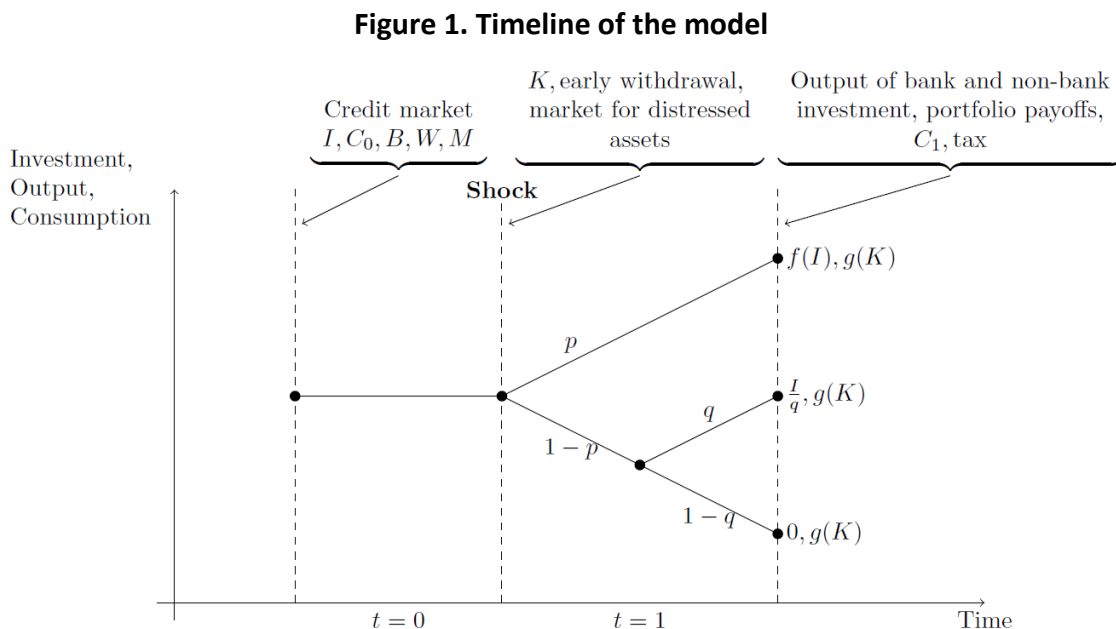 Figure 1. Timeline of the model
Credit market
I, C₀, B, W, M
K, early withdrawal,
market for distressed
assets
Output of bank and non-bank
investment, portfolio payoffs,
C₁, tax
Investment,
Output,
Consumption
Shock
f(I), g(K)
p
I/q, g(K)
q
1 − p
1 − q
0, g(K)
t = 0
t = 1
Time